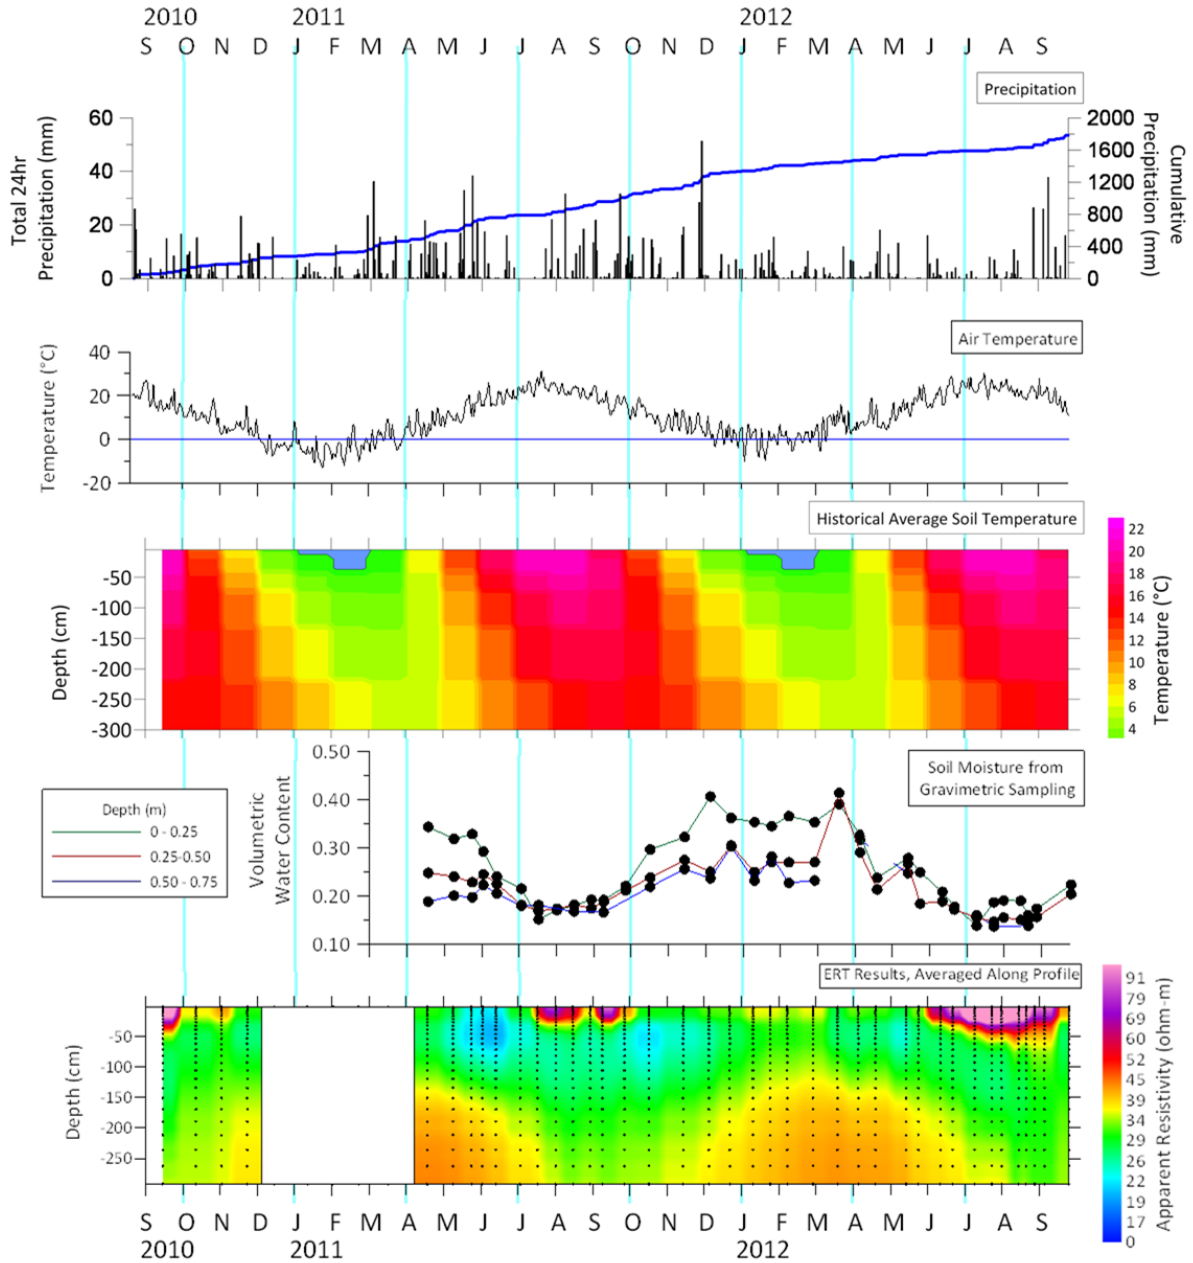 2010 2011 2012
S O N D J F M A M J J A S O N D J F M A M J J A S
Precipitation
Total 24hr
Precipitation (mm)
60
40
20
0
2000
1600
1200
800
400
0
Cumulative
Precipitation (mm)
Air Temperature
Temperature (°C)
40
20
0
-20
Historical Average Soil Temperature
Depth (cm)
-50
-100
-150
-200
-250
-300
22
20
18
16
14
12
10
8
6
4
Temperature (°C)
Soil Moisture from
Gravimetric Sampling
Depth (m)
0 - 0.25
0.25-0.50
0.50 - 0.75
Volumetric
Water Content
0.50
0.40
0.30
0.20
0.10
ERT Results, Averaged Along Profile
Depth (cm)
-50
-100
-150
-200
-250
91
79
69
60
52
45
39
34
29
26
22
19
17
0
Apparent Resistivity (ohm-m)
S O N D J F M A M J J A S O N D J F M A M J J A S
2010 2011 2012